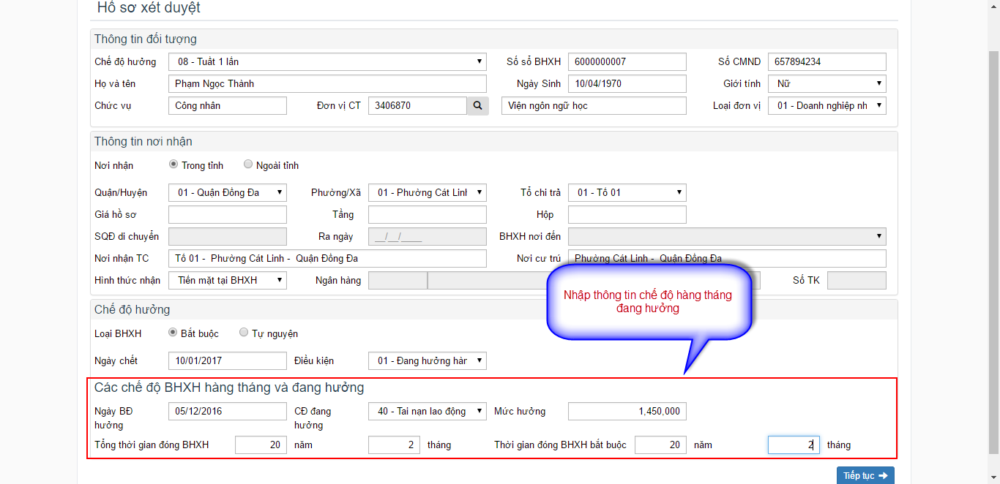 Hồ sơ xét duyệt
Thông tin đối tượng
Chế độ hưởng 08 - Tuất 1 lần Số sổ BHXH 6000000007 Số CMND 657894234
Họ và tên Phạm Ngọc Thành Ngày Sinh 10/04/1970 Giới tính Nữ
Chức vụ Công nhân Đơn vị CT 3406870 Viện ngôn ngữ học Loại đơn vị 01 - Doanh nghiệp nh
Thông tin nơi nhận
Nơi nhận Trong tỉnh Ngoài tỉnh
Quận/Huyện 01 - Quận Đống Đa Phường/Xã 01 - Phường Cát Linh Tổ chi trả 01 - Tổ 01
Giá hồ sơ Tầng Hộp
SQĐ di chuyển Ra ngày __/__/____ BHXH nơi đến
Nơi nhận TC Tổ 01 - Phường Cát Linh - Quận Đống Đa Nơi cư trú Phường Cát Linh - Quận Đống Đa
Hình thức nhận Tiền mặt tại BHXH Ngân hàng Số TK
Nhập thông tin chế độ hàng tháng
đang hưởng
Chế độ hưởng
Loại BHXH Bắt buộc Tự nguyện
Ngày chết 10/01/2017 Điều kiện 01 - Đang hưởng hàr
Các chế độ BHXH hàng tháng và đang hưởng
Ngày BĐ hưởng 05/12/2016 CĐ đang hưởng 40 - Tai nạn lao động Mức hưởng 1,450,000
Tổng thời gian đóng BHXH 20 năm 2 tháng Thời gian đóng BHXH bắt buộc 20 năm 2 tháng
Tiếp tục